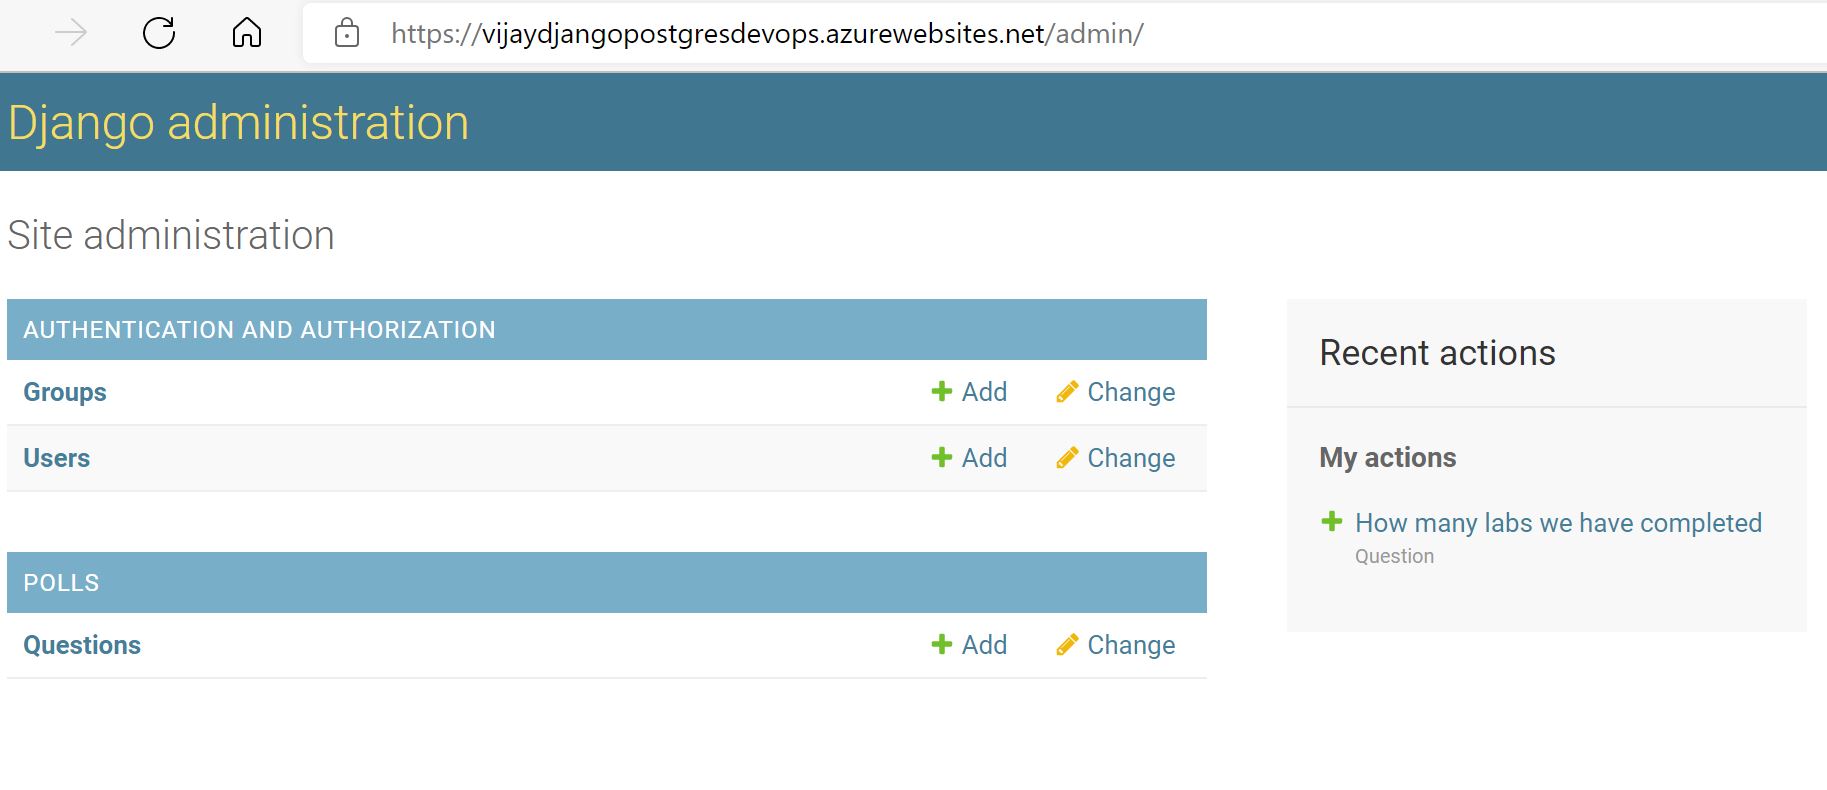 https://vijaydjangopostgresdevops.azurewebsites.net/admin/
Django administration
Site administration
AUTHENTICATION AND AUTHORIZATION
Groups Add Change
Users Add Change
POLLS
Questions Add Change
Recent actions
My actions
How many labs we have completed
Question